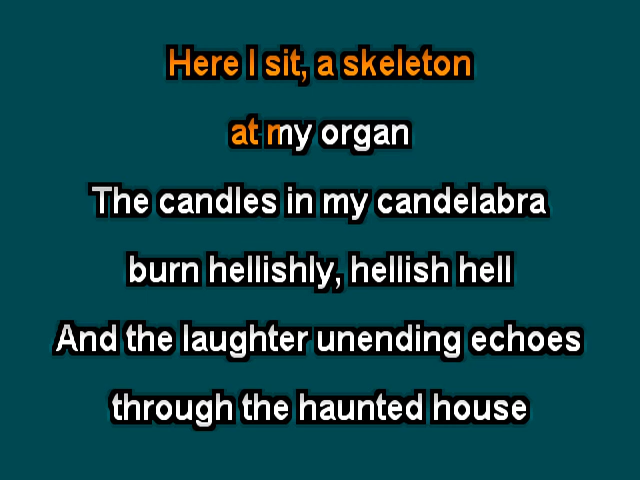 Here I sit, a skeleton
at my organ
The candles in my candelabra
burn hellishly, hellish hell
And the laughter unending echoes
through the haunted house